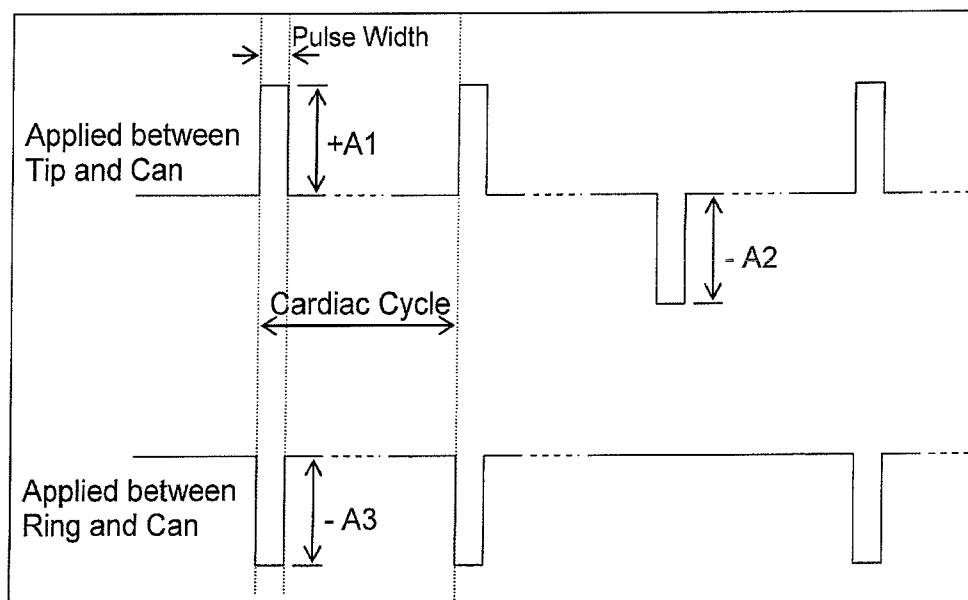 Pulse Width
Applied between
Tip and Can
+A1
- A2
Cardiac Cycle
Applied between
Ring and Can
- A3